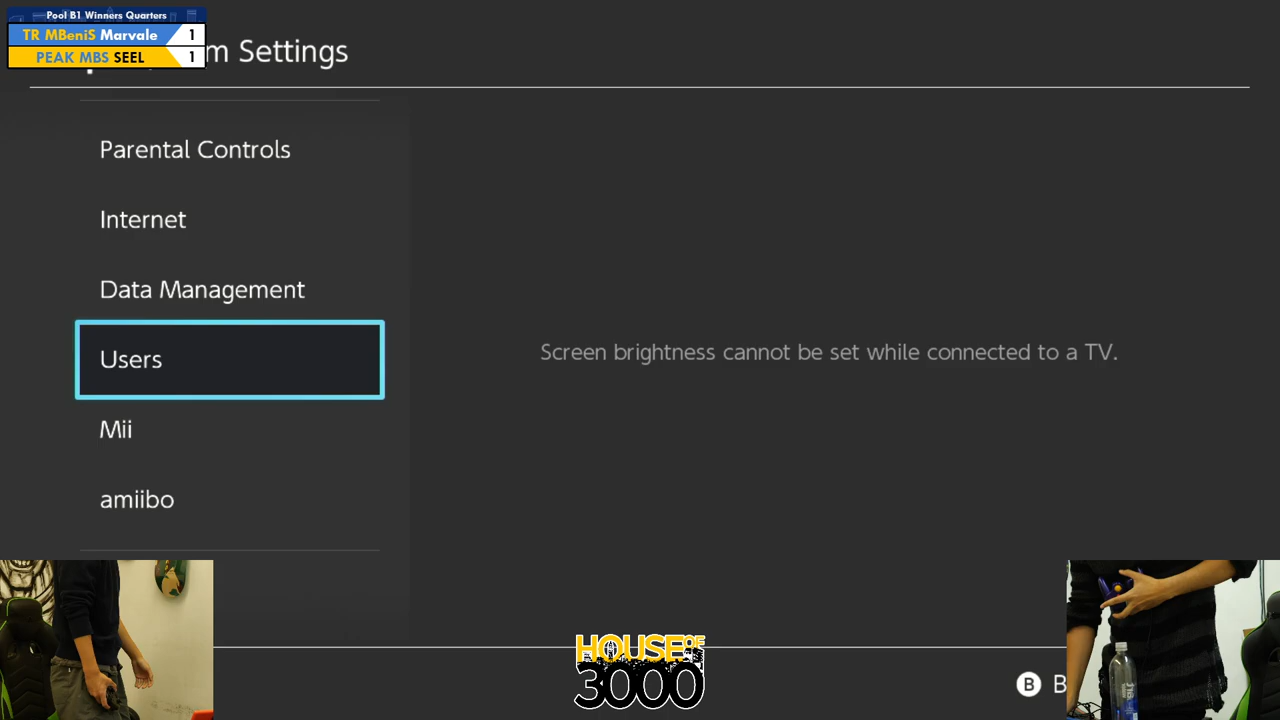 Pool B1 Winners Quarters
TR MBeniS Marvale 1
PEAK MBS SEEL 1
Settings
Parental Controls
Internet
Data Management
Users
Mii
amiibo
Screen brightness cannot be set while connected to a TV.
HOUSE OF
3000
B